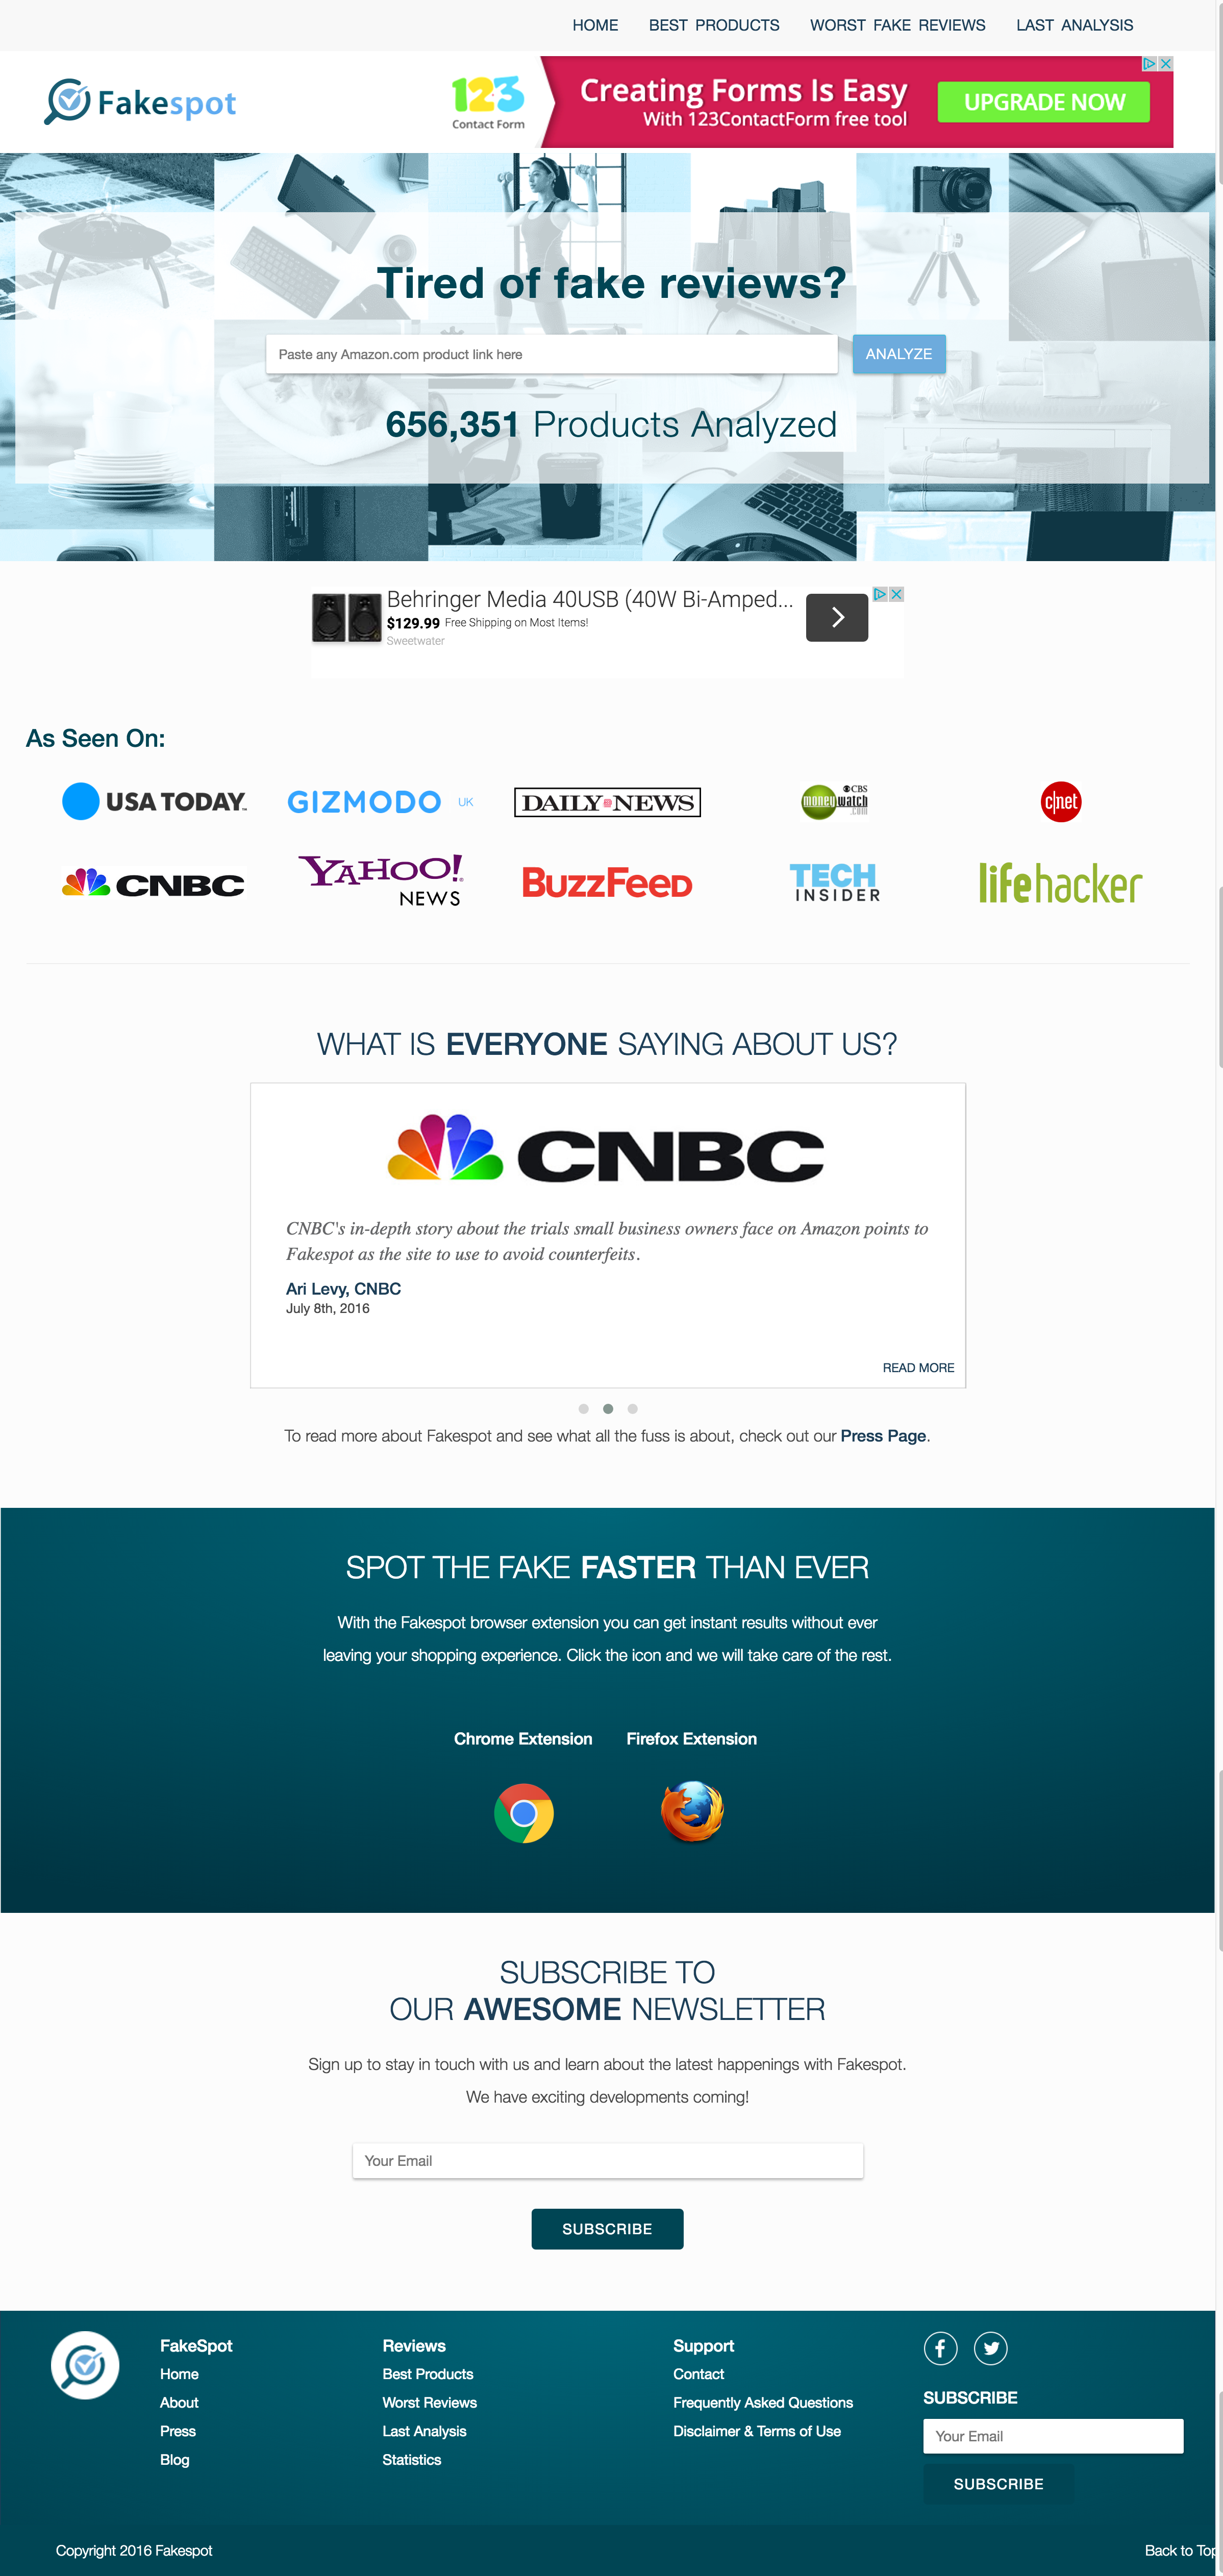 HOME BEST PRODUCTS WORST FAKE REVIEWS LAST ANALYSIS
Fakespot
123
Contact Form
Creating Forms Is Easy
With 123ContactForm free tool
UPGRADE NOW
Tired of fake reviews?
Paste any Amazon.com product link here
ANALYZE
656,351 Products Analyzed
Behringer Media 40USB (40W Bi-Amped...
$129.99 Free Shipping on Most Items!
Sweetwater
As Seen On:
USA TODAY
GIZMODO UK
DAILY NEWS
CBS
moneywatch
.com
c|net
CNBC
YAHOO!
NEWS
BuzzFeed
TECH
INSIDER
lifehacker
WHAT IS EVERYONE SAYING ABOUT US?
CNBC
CNBC's in-depth story about the trials small business owners face on Amazon points to
Fakespot as the site to use to avoid counterfeits.
Ari Levy, CNBC
July 8th, 2016
READ MORE
To read more about Fakespot and see what all the fuss is about, check out our Press Page.
SPOT THE FAKE FASTER THAN EVER
With the Fakespot browser extension you can get instant results without ever
leaving your shopping experience. Click the icon and we will take care of the rest.
Chrome Extension Firefox Extension
SUBSCRIBE TO
OUR AWESOME NEWSLETTER
Sign up to stay in touch with us and learn about the latest happenings with Fakespot.
We have exciting developments coming!
Your Email
SUBSCRIBE
FakeSpot
Home
About
Press
Blog
Reviews
Best Products
Worst Reviews
Last Analysis
Statistics
Support
Contact
Frequently Asked Questions
Disclaimer & Terms of Use
SUBSCRIBE
Your Email
SUBSCRIBE
Copyright 2016 Fakespot
Back to Top